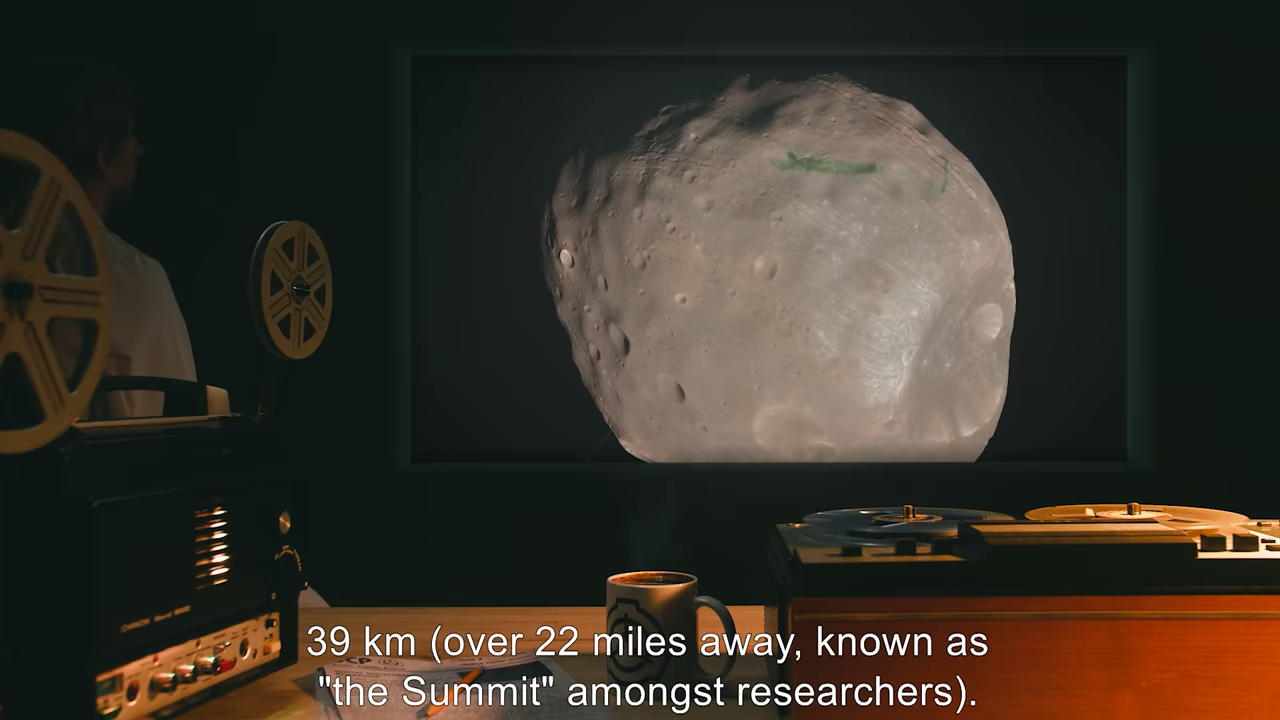 39 km (over 22 miles away, known as
"the Summit" amongst researchers).